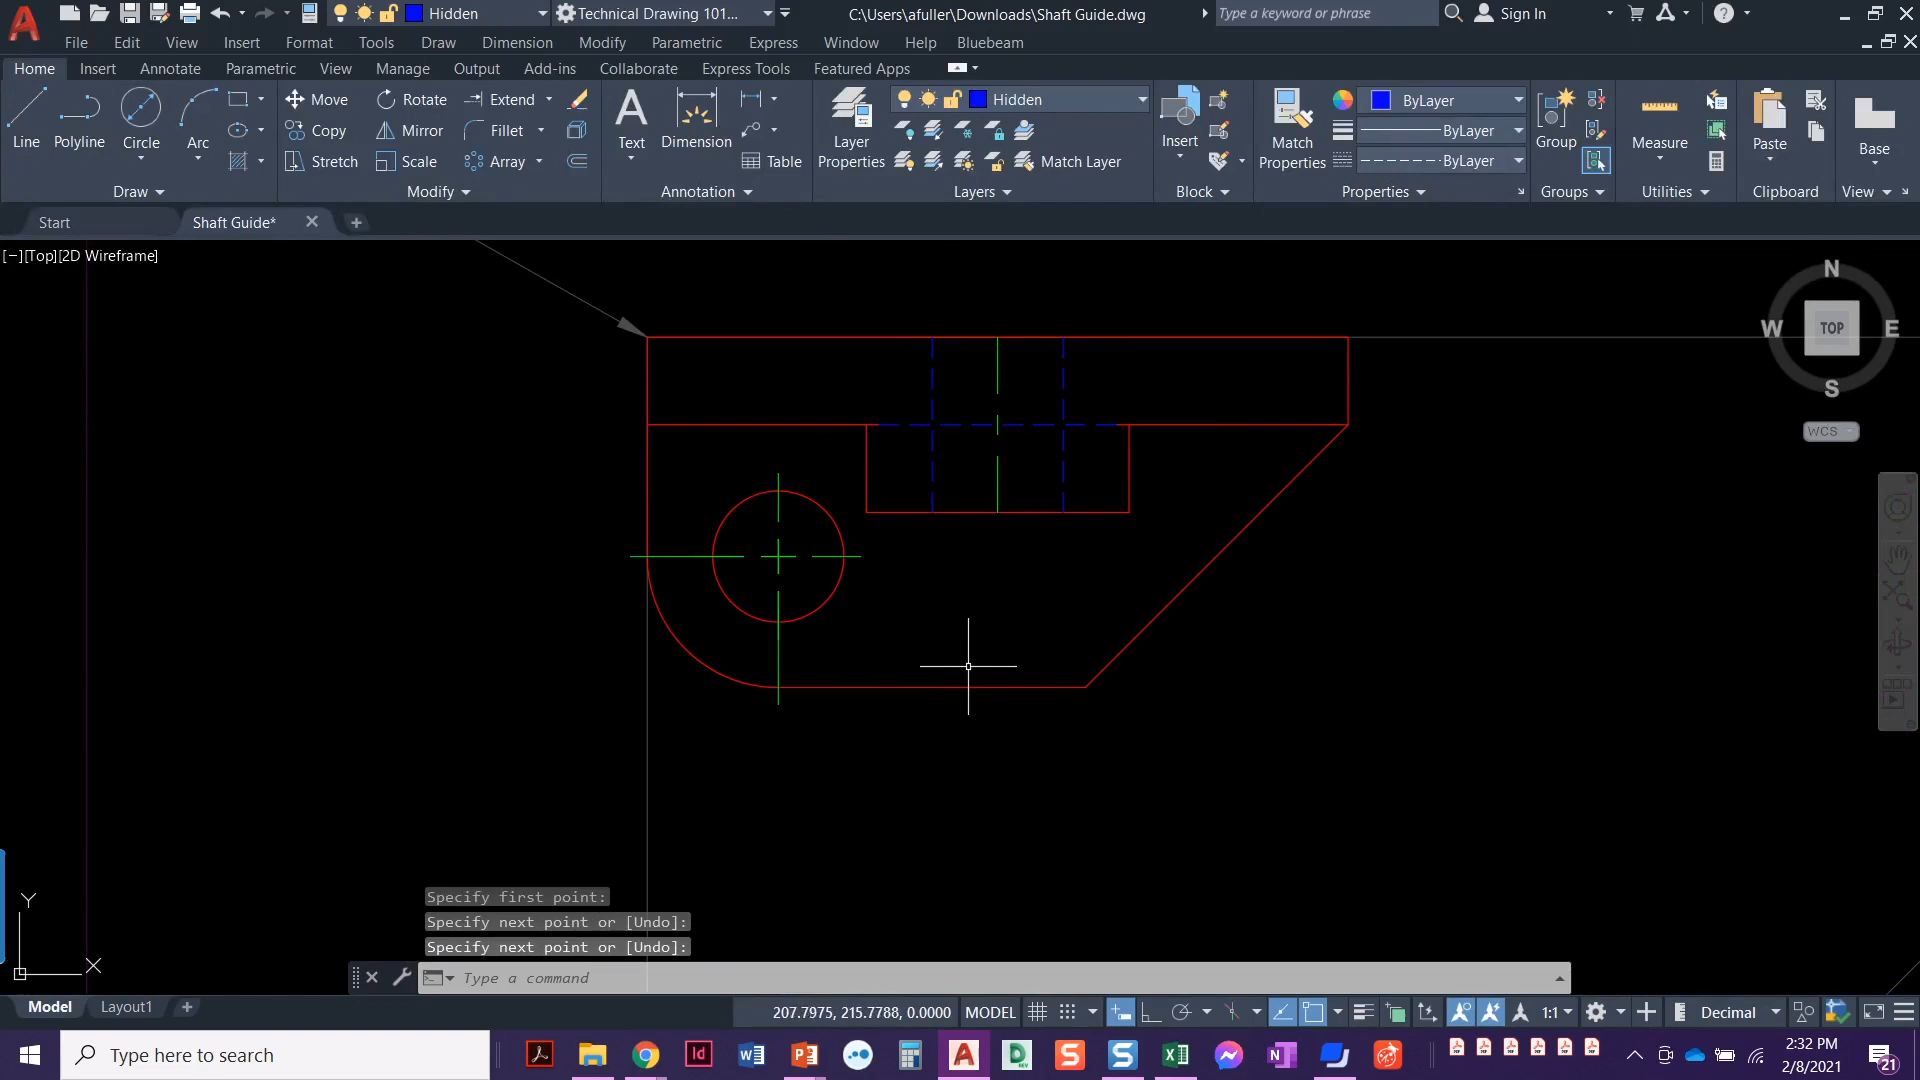 Hidden
Technical Drawing 101...
C:\Users\afuller\Downloads\Shaft Guide.dwg
Type a keyword or phrase
Sign In
File Edit View Insert Format Tools Draw Dimension Modify Parametric Express Window Help Bluebeam
Home Insert Annotate Parametric View Manage Output Add-ins Collaborate Express Tools Featured Apps
Line Polyline Circle Arc
Move Rotate Extend
Copy Mirror Fillet
Stretch Scale Array
Text Dimension
Table
Layer Properties
Hidden
Match Layer
Insert
Match Properties
ByLayer
ByLayer
ByLayer
Group
Measure
Paste
Base
Draw Modify Annotation Layers Block Properties Groups Utilities Clipboard View
Start Shaft Guide*
[−][Top][2D Wireframe]
N
W TOP E
S
WCS
Y
X
Specify first point:
Specify next point or [Undo]:
Specify next point or [Undo]:
Type a command
Model Layout1
207.7975, 215.7788, 0.0000 MODEL
1:1
Decimal
Type here to search
2:32 PM
2/8/2021
21